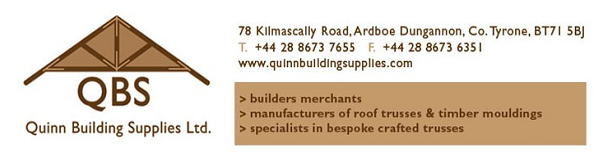 QBS
Quinn Building Supplies Ltd.
78 Kilmascally Road, Ardboe Dungannon, Co. Tyrone, BT71 5BJ
T. +44 28 8673 7655 F. +44 28 8673 6351
www.quinnbuildingsupplies.com
> builders merchants
> manufacturers of roof trusses & timber mouldings
> specialists in bespoke crafted trusses